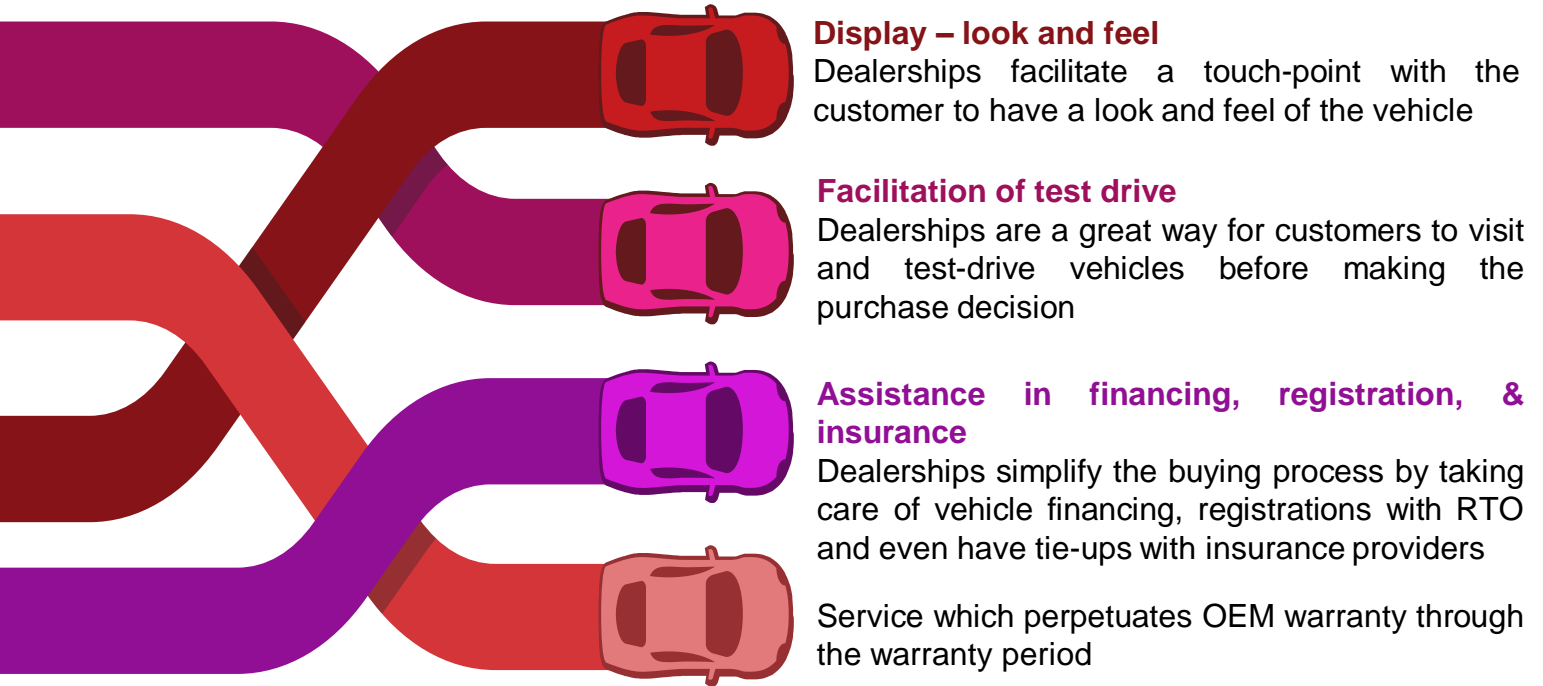 Display – look and feel
Dealerships facilitate a touch-point with the
customer to have a look and feel of the vehicle
Facilitation of test drive
Dealerships are a great way for customers to visit
and test-drive vehicles before making the
purchase decision
Assistance in financing, registration, &
insurance
Dealerships simplify the buying process by taking
care of vehicle financing, registrations with RTO
and even have tie-ups with insurance providers
Service which perpetuates OEM warranty through
the warranty period